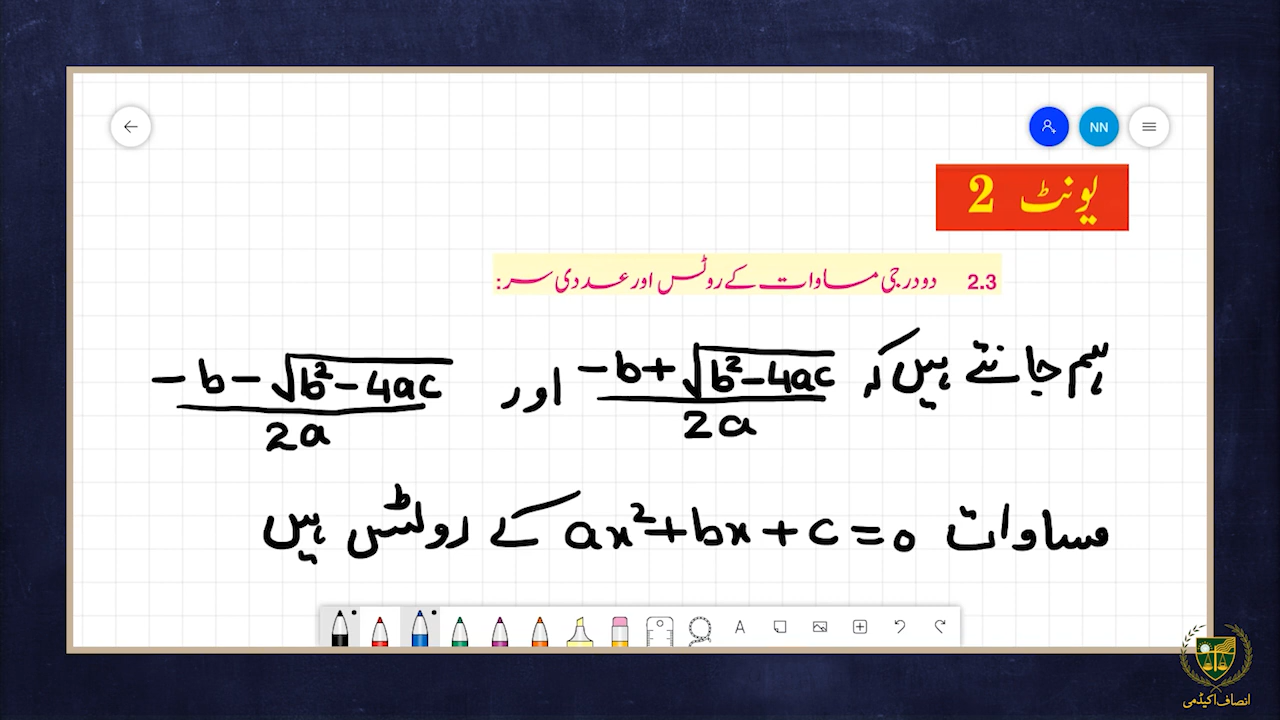 NN
یونٹ 2
2.3 دو درجی مساوات کے روٹس اور عددی سر:
ہم جانتے ہیں کہ (-b+√(b²-4ac))/2a اور (-b-√(b²-4ac))/2a
مساوات ax²+bx+c=0 کے روٹس ہیں
A
انصاف اکیڈمی